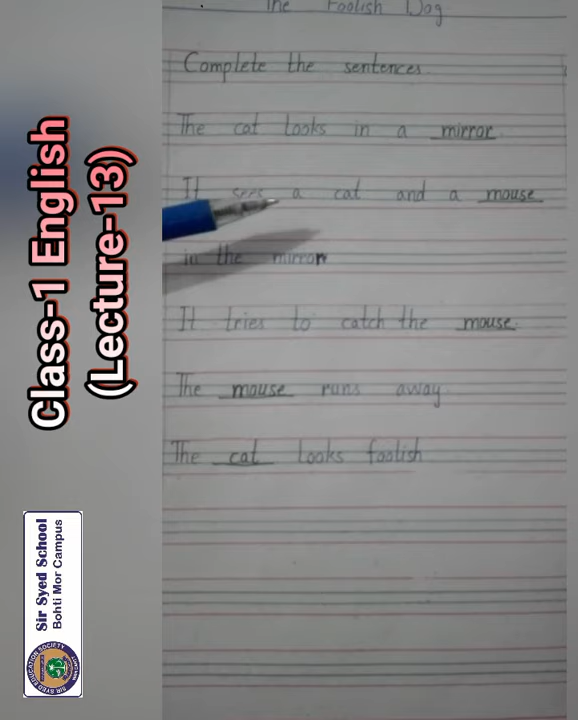 The Foolish Dog
Complete the sentences
The cat looks in a mirror.
It sees a cat and a mouse
in the mirror
It tries to catch the mouse.
The mouse runs away.
The cat looks foolish
Class-1 English
(Lecture-13)
Sir Syed School
Bohti Mor Campus